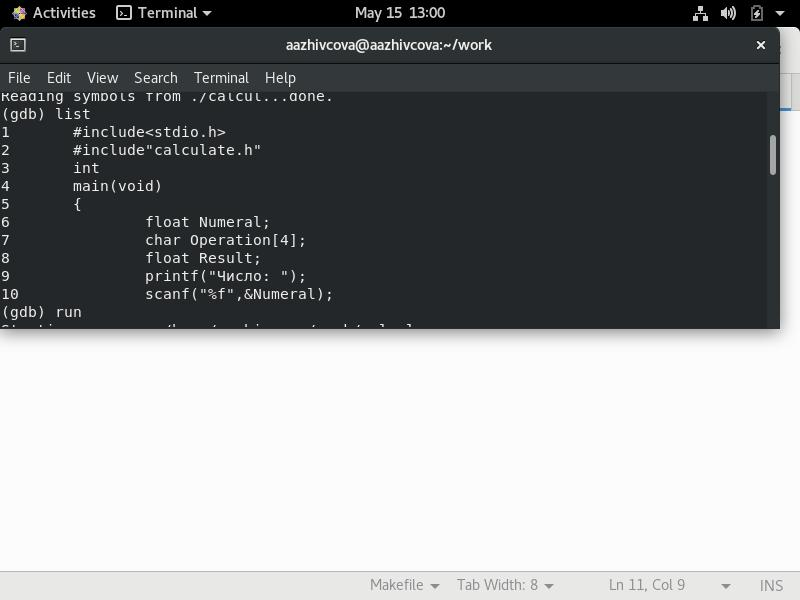 Activities Terminal May 15 13:00
aazhivcova@aazhivcova:~/work
File Edit View Search Terminal Help
Reading symbols from ./calcul...done.
(gdb) list
1 #include<stdio.h>
2 #include"calculate.h"
3 int
4 main(void)
5 {
6 float Numeral;
7 char Operation[4];
8 float Result;
9 printf("Число: ");
10 scanf("%f",&Numeral);
(gdb) run
Makefile Tab Width: 8 Ln 11, Col 9 INS